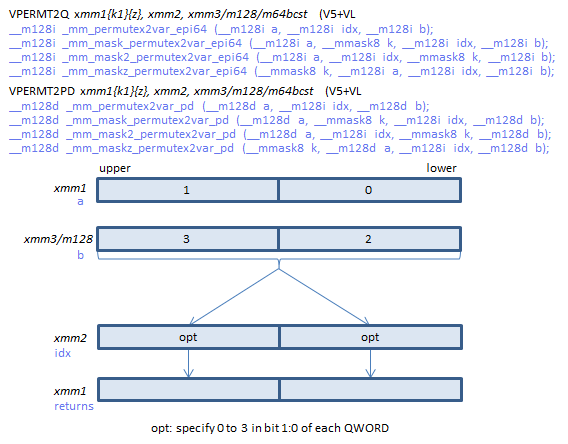 VPERMT2Q xmm1{k1}{z}, xmm2, xmm3/m128/m64bcst (V5+VL
__m128i _mm_permutex2var_epi64 (__m128i a, __m128i idx, __m128i b);
__m128i _mm_mask_permutex2var_epi64 (__m128i a, __mmask8 k, __m128i idx, __m128i b);
__m128i _mm_mask2_permutex2var_epi64 (__m128i a, __m128i idx, __mmask8 k, __m128i b);
__m128i _mm_maskz_permutex2var_epi64 (__mmask8 k, __m128i a, __m128i idx, __m128i b);
VPERMT2PD xmm1{k1}{z}, xmm2, xmm3/m128/m64bcst (V5+VL
__m128d _mm_permutex2var_pd (__m128d a, __m128i idx, __m128d b);
__m128d _mm_mask_permutex2var_pd (__m128d a, __mmask8 k, __m128i idx, __m128d b);
__m128d _mm_mask2_permutex2var_pd (__m128d a, __m128i idx, __mmask8 k, __m128d b);
__m128d _mm_maskz_permutex2var_pd (__mmask8 k, __m128d a, __m128i idx, __m128d b);
upper lower
xmm1 1 0
a
xmm3/m128 3 2
b
xmm2 opt opt
idx
xmm1
returns
opt: specify 0 to 3 in bit 1:0 of each QWORD